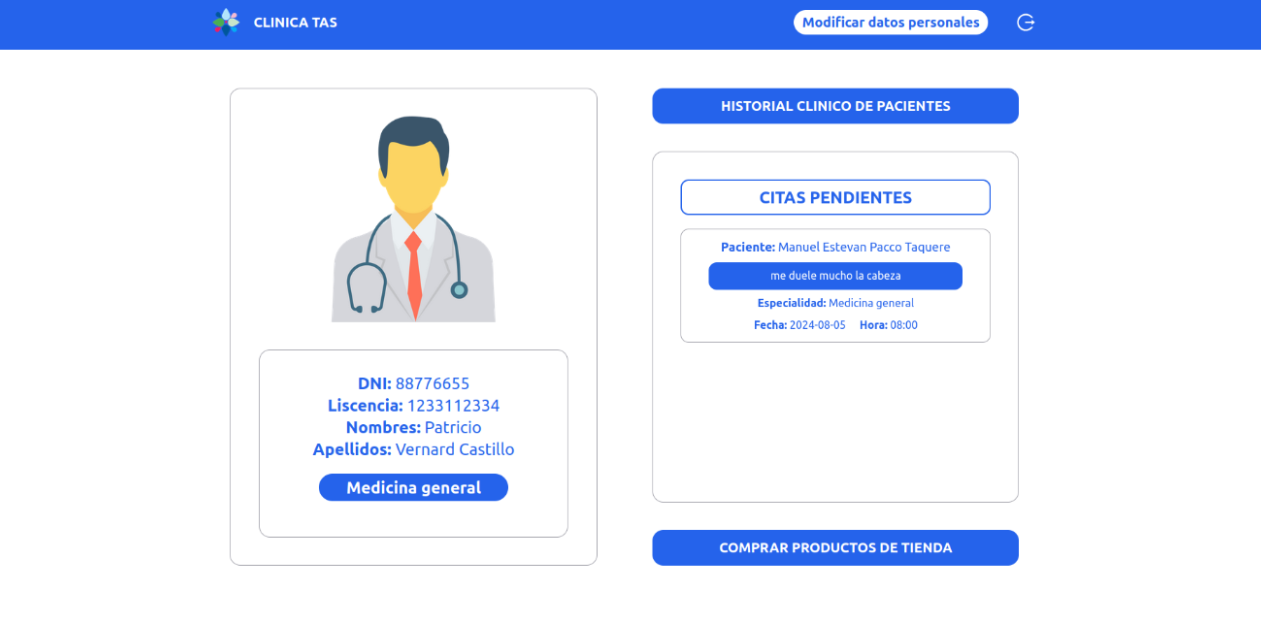 CLINICA TAS
Modificar datos personales
DNI: 88776655
Liscencia: 1233112334
Nombres: Patricio
Apellidos: Vernard Castillo
Medicina general
HISTORIAL CLINICO DE PACIENTES
CITAS PENDIENTES
Paciente: Manuel Estevan Pacco Taquere
me duele mucho la cabeza
Especialidad: Medicina general
Fecha: 2024-08-05 Hora: 08:00
COMPRAR PRODUCTOS DE TIENDA